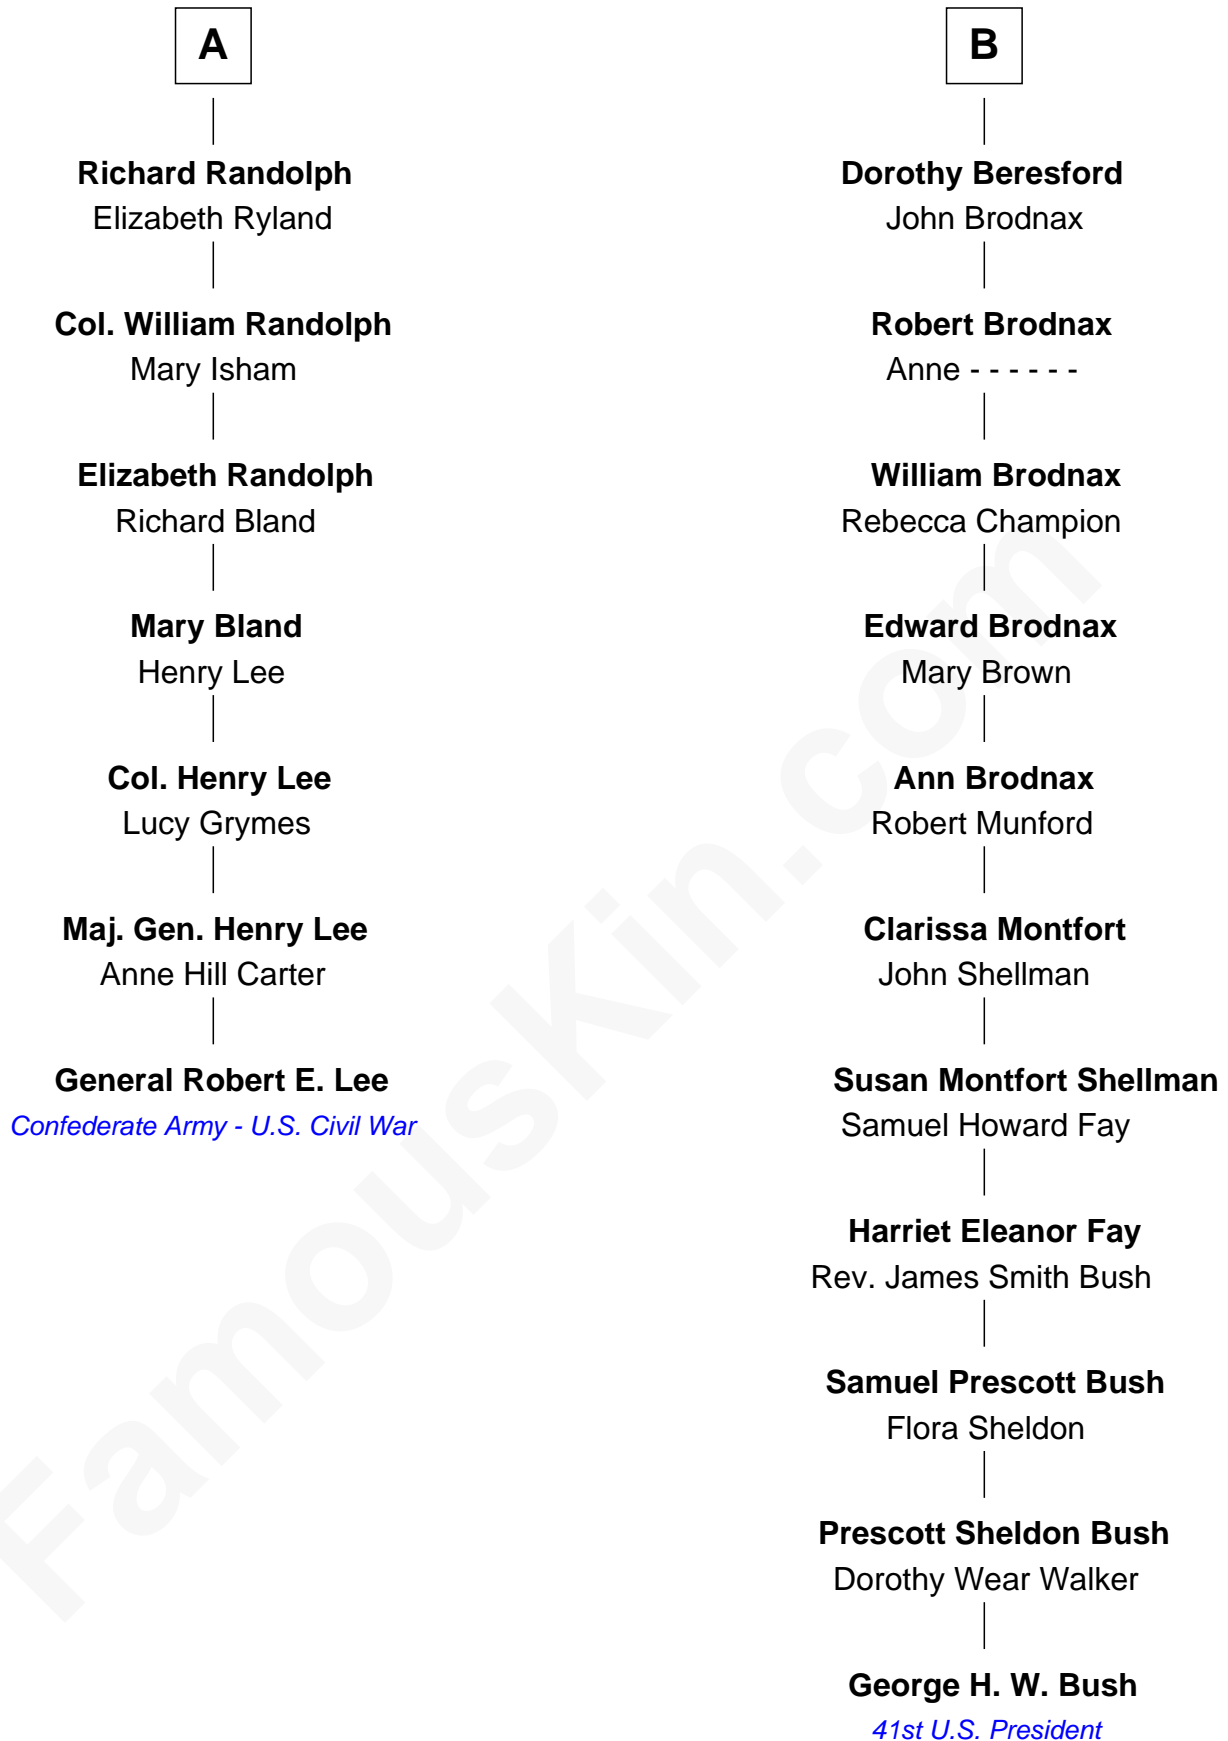 A
Richard Randolph
Elizabeth Ryland
Col. William Randolph
Mary Isham
Elizabeth Randolph
Richard Bland
Mary Bland
Henry Lee
Col. Henry Lee
Lucy Grymes
Maj. Gen. Henry Lee
Anne Hill Carter
General Robert E. Lee
Confederate Army - U.S. Civil War
B
Dorothy Beresford
John Brodnax
Robert Brodnax
Anne - - - - - -
William Brodnax
Rebecca Champion
Edward Brodnax
Mary Brown
Ann Brodnax
Robert Munford
Clarissa Montfort
John Shellman
Susan Montfort Shellman
Samuel Howard Fay
Harriet Eleanor Fay
Rev. James Smith Bush
Samuel Prescott Bush
Flora Sheldon
Prescott Sheldon Bush
Dorothy Wear Walker
George H. W. Bush
41st U.S. President
FamousKin.com